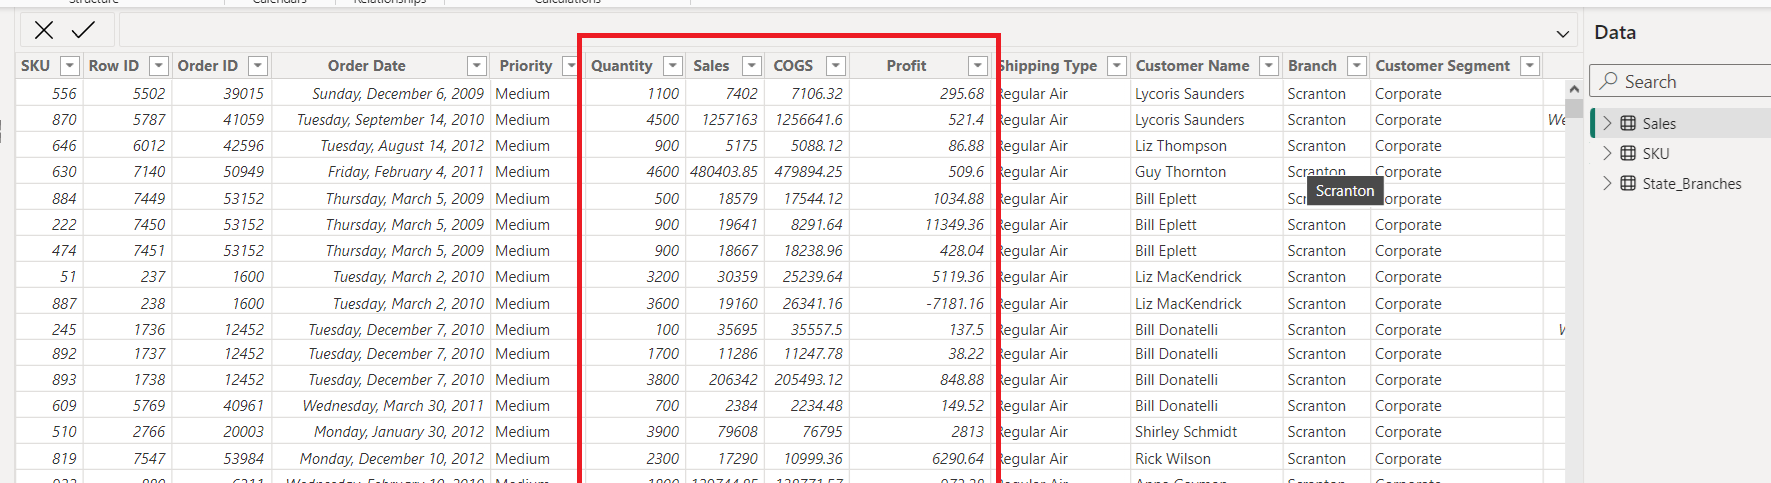 Structure Calendars Relationships Calculations
Data
SKU Row ID Order ID Order Date Priority Quantity Sales COGS Profit Shipping Type Customer Name Branch Customer Segment
Search
556 5502 39015 Sunday, December 6, 2009 Medium 1100 7402 7106.32 295.68 Regular Air Lycoris Saunders Scranton Corporate
870 5787 41059 Tuesday, September 14, 2010 Medium 4500 1257163 1256641.6 521.4 Regular Air Lycoris Saunders Scranton Corporate We
Sales
646 6012 42596 Tuesday, August 14, 2012 Medium 900 5175 5088.12 86.88 Regular Air Liz Thompson Scranton Corporate
SKU
630 7140 50949 Friday, February 4, 2011 Medium 4600 480403.85 479894.25 509.6 Regular Air Guy Thornton Scranton Corporate
State_Branches
Scranton
884 7449 53152 Thursday, March 5, 2009 Medium 500 18579 17544.12 1034.88 Regular Air Bill Eplett Scr Corporate
222 7450 53152 Thursday, March 5, 2009 Medium 900 19641 8291.64 11349.36 Regular Air Bill Eplett Scranton Corporate
474 7451 53152 Thursday, March 5, 2009 Medium 900 18667 18238.96 428.04 Regular Air Bill Eplett Scranton Corporate
51 237 1600 Tuesday, March 2, 2010 Medium 3200 30359 25239.64 5119.36 Regular Air Liz MacKendrick Scranton Corporate
887 238 1600 Tuesday, March 2, 2010 Medium 3600 19160 26341.16 -7181.16 Regular Air Liz MacKendrick Scranton Corporate
245 1736 12452 Tuesday, December 7, 2010 Medium 100 35695 35557.5 137.5 Regular Air Bill Donatelli Scranton Corporate W
892 1737 12452 Tuesday, December 7, 2010 Medium 1700 11286 11247.78 38.22 Regular Air Bill Donatelli Scranton Corporate
893 1738 12452 Tuesday, December 7, 2010 Medium 3800 206342 205493.12 848.88 Regular Air Bill Donatelli Scranton Corporate
609 5769 40961 Wednesday, March 30, 2011 Medium 700 2384 2234.48 149.52 Regular Air Bill Donatelli Scranton Corporate
510 2766 20003 Monday, January 30, 2012 Medium 3900 79608 76795 2813 Regular Air Shirley Schmidt Scranton Corporate
819 7547 53984 Monday, December 10, 2012 Medium 2300 17290 10999.36 6290.64 Regular Air Rick Wilson Scranton Corporate